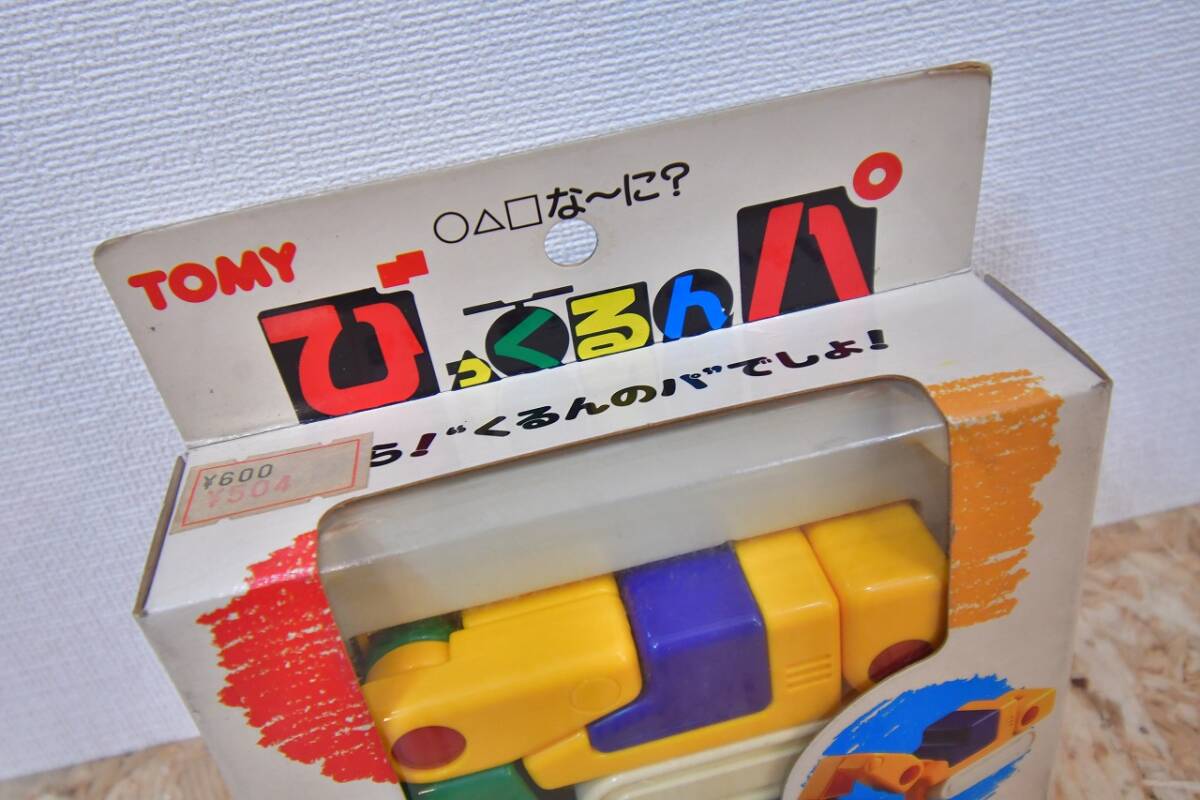 ○△□な〜に？
TOMY
びっくるんパ
ら！“くるんのパ”でしょ！
¥600
¥504